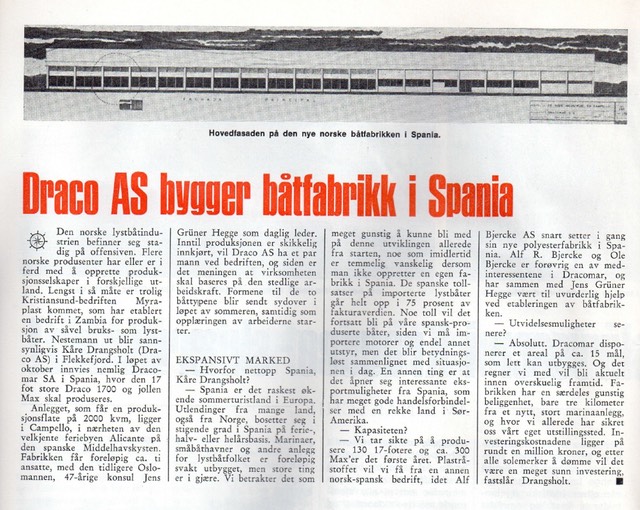 FACHADA PRINCIPAL
Hovedfasaden på den nye norske båtfabrikken i Spania.
Draco AS bygger båtfabrikk i Spania
Den norske lystbåtindu-
strien befinner seg sta-
dig på offensiven. Flere
norske produsenter har eller er i
ferd med å opprette produk-
sjonsselskaper i forskjellige ut-
land. Lengst i så måte er trolig
Kristiansund-bedriften Myra-
plast kommet, som har etablert
en bedrift i Zambia for produk-
sjon av såvel bruks- som lyst-
båter. Nestemann ut blir sann-
synligvis Kåre Drangsholt (Dra-
co AS) i Flekkefjord. I løpet av
oktober innvies nemlig Draco-
mar SA i Spania, hvor den 17
fot store Draco 1700 og jollen
Max skal produseres.
Anlegget, som får en produk-
sjonsflate på 2000 kvm, ligger
i Campello, i nærheten av den
velkjente feriebyen Alicante på
den spanske Middelhavskysten.
Fabrikken får foreløpig ca. ti
ansatte, med den tidligere Oslo-
mannen, 47-årige konsul Jens
Grüner Hegge som daglig leder.
Inntil produksjonen er skikkelig
innkjørt, vil Draco AS ha et par
mann ved bedriften, og siden er
det meningen at virksomheten
skal baseres på den stedlige ar-
beidskraft. Formene til de to
båttypene blir sendt sydover i
løpet av sommeren, samtidig som
opplæringen av arbeiderne star-
ter.
EKSPANSIVT MARKED
— Hvorfor nettopp Spania,
Kåre Drangsholt?
— Spania er det raskest øk-
ende sommerturistland i Europa.
Utlendinger fra mange land,
også fra Norge, bosetter seg i
stigende grad i Spania på ferie-,
halv- eller helårsbasis. Marinaer,
småbåthavner og andre anlegg
for lystbåtfolket er foreløpig
svakt utbygget, men store ting
er i gjære. Vi betrakter det som
meget gunstig å kunne bli med
på denne utviklingen allerede
fra starten, noe som imidlertid
er temmelig vanskelig dersom
man ikke oppretter en egen fa-
brikk i Spania. De spanske toll-
satser på importerte lystbåter
går helt opp i 75 prosent av
fakturaverdien. Noe toll vil det
fortsatt bli på våre spansk-pro-
duserte båter, siden vi må im-
portere motorer og endel annet
utstyr, men det blir betydnings-
løst sammenlignet med situasjo-
nen i dag. En annen ting er at
det åpner seg interessante eks-
portmuligheter fra Spania, som
har meget gode handelsforbindel-
ser med en rekke land i Sør-
Amerika.
— Kapasiteten?
— Vi tar sikte på å produ-
sere 130 17-fotere og ca. 300
Max'er det første året. Plastrå-
stoffet vil vi få fra en annen
norsk-spansk bedrift, idet Alf
Bjercke AS snart setter i gang
sin nye polyesterfabrikk i Spa-
nia. Alf R. Bjercke og Ole
Bjercke er forøvrig en av med-
interessentene i Dracomar, og
har sammen med Jens Grüner
Hegge vært til uvurderlig hjelp
ved etableringen av båtfabrik-
ken.
— Utvidelsesmuligheter se-
nere?
— Absolutt. Dracomar dispo-
nerer et areal på ca. 15 mål,
som lett kan utbygges. Og det
regner vi med vil bli aktuelt
innen overskuelig framtid. Fa-
brikken har en særdeles gunstig
beliggenhet, bare tre kilometer
fra et nytt, stort marinaanlegg,
og hvor vi allerede har sikret
oss vårt eget utstillingssted. In-
vesteringskostnadene ligger på
rundt en million kroner, og etter
alle solemerker å dømme vil det
være en meget sunn investering,
fastslår Drangsholt.